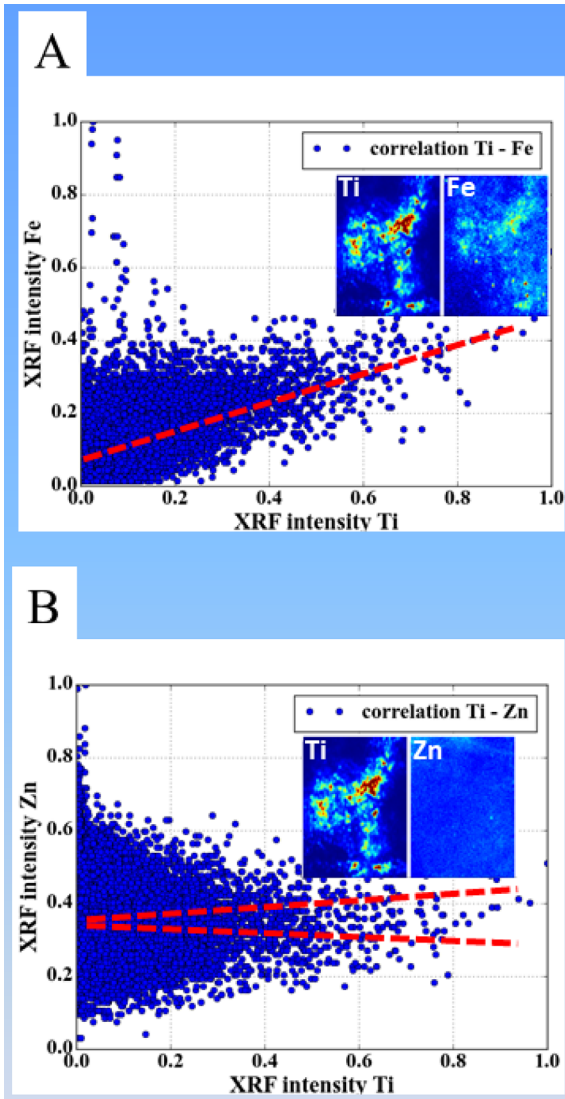 A
1.0
0.8
0.6
0.4
0.2
0.0
XRF intensity Fe
correlation Ti - Fe
Ti Fe
0.0 0.2 0.4 0.6 0.8 1.0
XRF intensity Ti
B
1.0
0.8
0.6
0.4
0.2
0.0
XRF intensity Zn
correlation Ti - Zn
Ti Zn
0.0 0.2 0.4 0.6 0.8 1.0
XRF intensity Ti